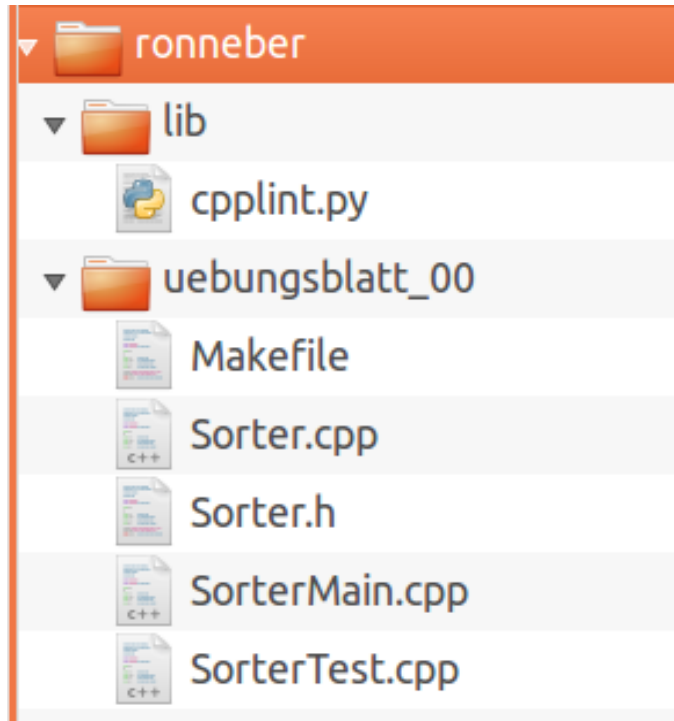 ronneber
lib
cpplint.py
uebungsblatt_00
Makefile
C++ Sorter.cpp
Sorter.h
C++ SorterMain.cpp
C++ SorterTest.cpp